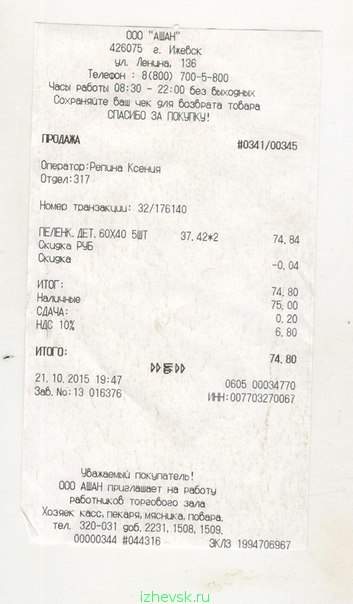 ООО "АШАН"
426075 г. Ижевск
ул. Ленина, 136
Телефон : 8(800) 700-5-800
Часы работы 08:30 - 22:00 без выходных
Сохраняйте ваш чек для возврата товара
СПАСИБО ЗА ПОКУПКУ!
ПРОДАЖА #0341/00345
Оператор:Репина Ксения
Отдел:317
Номер транзакции: 32/176140
ПЕЛЕНК.ДЕТ.60Х40 5ШТ 37.42*2 74.84
Скидка РУБ
Скидка -0.04
ИТОГ: 74.80
Наличные 75.00
СДАЧА: 0.20
НДС 10% 6.80
ИТОГО: 74.80
21.10.2015 19:47 0605 00034770
Зав.No:13 016376 ИНН:007703270067
Уважаемый покупатель!
ООО АШАН приглашает на работу
работников торгового зала
Хозяек касс, пекаря, мясника, повара.
тел. 320-031 доб. 2231, 1508, 1509.
00000344 #044316 ЭКЛЗ 1994706967
izhevsk.ru